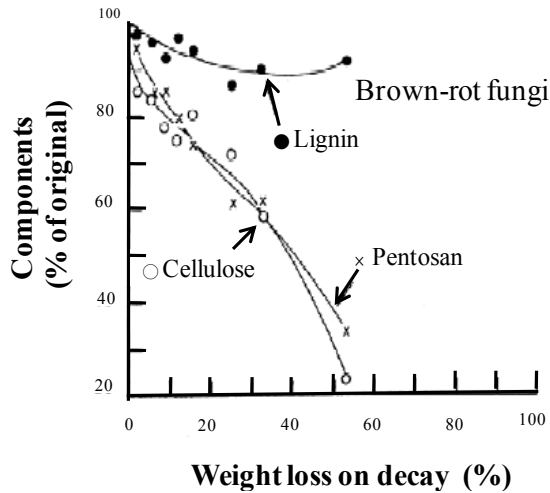 100
80
60
40
20
Components
(% of original)
Brown-rot fungi
Lignin
Cellulose
Pentosan
0
20
40
60
80
100
Weight loss on decay (%)